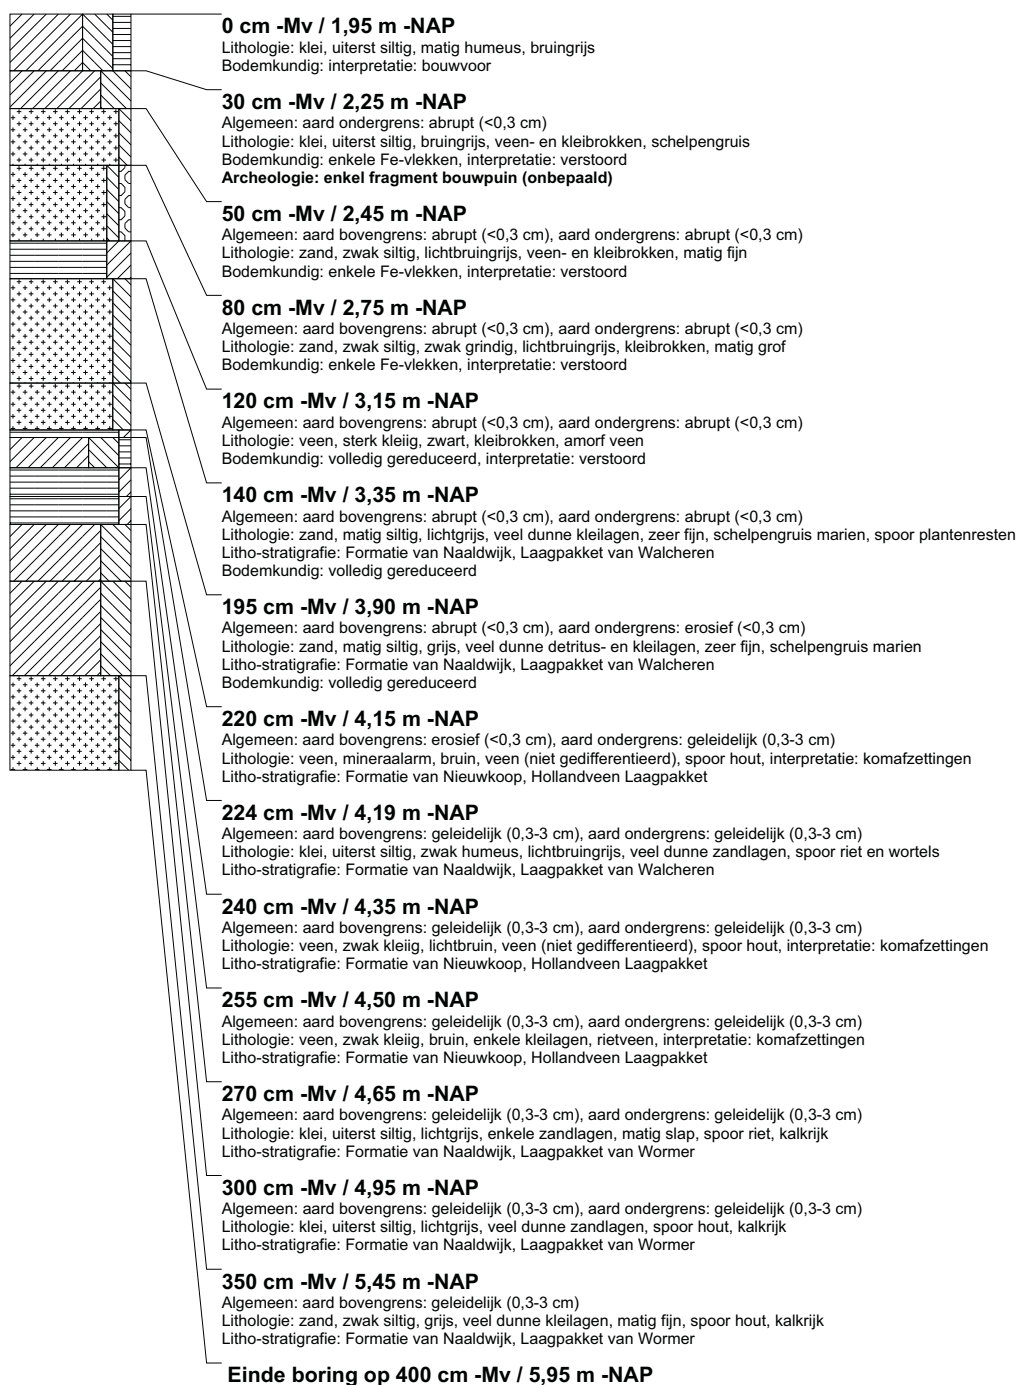 0 cm -Mv / 1,95 m -NAP
Lithologie: klei, uiterst siltig, matig humeus, bruingrijs
Bodemkundig: interpretatie: bouwvoor
30 cm -Mv / 2,25 m -NAP
Algemeen: aard ondergrens: abrupt (<0,3 cm)
Lithologie: klei, uiterst siltig, bruingrijs, veen- en kleibrokken, schelpengruis
Bodemkundig: enkele Fe-vlekken, interpretatie: verstoord
Archeologie: enkel fragment bouwpuin (onbepaald)
50 cm -Mv / 2,45 m -NAP
Algemeen: aard bovengrens: abrupt (<0,3 cm), aard ondergrens: abrupt (<0,3 cm)
Lithologie: zand, zwak siltig, lichtbruingrijs, veen- en kleibrokken, matig fijn
Bodemkundig: enkele Fe-vlekken, interpretatie: verstoord
80 cm -Mv / 2,75 m -NAP
Algemeen: aard bovengrens: abrupt (<0,3 cm), aard ondergrens: abrupt (<0,3 cm)
Lithologie: zand, zwak siltig, zwak grindig, lichtbruingrijs, kleibrokken, matig grof
Bodemkundig: enkele Fe-vlekken, interpretatie: verstoord
120 cm -Mv / 3,15 m -NAP
Algemeen: aard bovengrens: abrupt (<0,3 cm), aard ondergrens: abrupt (<0,3 cm)
Lithologie: veen, sterk kleiig, zwart, kleibrokken, amorf veen
Bodemkundig: volledig gereduceerd, interpretatie: verstoord
140 cm -Mv / 3,35 m -NAP
Algemeen: aard bovengrens: abrupt (<0,3 cm), aard ondergrens: abrupt (<0,3 cm)
Lithologie: zand, matig siltig, lichtgrijs, veel dunne kleilagen, zeer fijn, schelpengruis marien, spoor plantenresten
Litho-stratigrafie: Formatie van Naaldwijk, Laagpakket van Walcheren
Bodemkundig: volledig gereduceerd
195 cm -Mv / 3,90 m -NAP
Algemeen: aard bovengrens: abrupt (<0,3 cm), aard ondergrens: erosief (<0,3 cm)
Lithologie: zand, matig siltig, grijs, veel dunne detritus- en kleilagen, zeer fijn, schelpengruis marien
Litho-stratigrafie: Formatie van Naaldwijk, Laagpakket van Walcheren
Bodemkundig: volledig gereduceerd
220 cm -Mv / 4,15 m -NAP
Algemeen: aard bovengrens: erosief (<0,3 cm), aard ondergrens: geleidelijk (0,3-3 cm)
Lithologie: veen, mineraalarm, bruin, veen (niet gedifferentieerd), spoor hout, interpretatie: komafzettingen
Litho-stratigrafie: Formatie van Nieuwkoop, Hollandveen Laagpakket
224 cm -Mv / 4,19 m -NAP
Algemeen: aard bovengrens: geleidelijk (0,3-3 cm), aard ondergrens: geleidelijk (0,3-3 cm)
Lithologie: klei, uiterst siltig, zwak humeus, lichtbruingrijs, veel dunne zandlagen, spoor riet en wortels
Litho-stratigrafie: Formatie van Naaldwijk, Laagpakket van Walcheren
240 cm -Mv / 4,35 m -NAP
Algemeen: aard bovengrens: geleidelijk (0,3-3 cm), aard ondergrens: geleidelijk (0,3-3 cm)
Lithologie: veen, zwak kleiig, lichtbruin, veen (niet gedifferentieerd), spoor hout, interpretatie: komafzettingen
Litho-stratigrafie: Formatie van Nieuwkoop, Hollandveen Laagpakket
255 cm -Mv / 4,50 m -NAP
Algemeen: aard bovengrens: geleidelijk (0,3-3 cm), aard ondergrens: geleidelijk (0,3-3 cm)
Lithologie: veen, zwak kleiig, bruin, enkele kleilagen, rietveen, interpretatie: komafzettingen
Litho-stratigrafie: Formatie van Nieuwkoop, Hollandveen Laagpakket
270 cm -Mv / 4,65 m -NAP
Algemeen: aard bovengrens: geleidelijk (0,3-3 cm), aard ondergrens: geleidelijk (0,3-3 cm)
Lithologie: klei, uiterst siltig, lichtgrijs, enkele zandlagen, matig slap, spoor riet, kalkrijk
Litho-stratigrafie: Formatie van Naaldwijk, Laagpakket van Wormer
300 cm -Mv / 4,95 m -NAP
Algemeen: aard bovengrens: geleidelijk (0,3-3 cm), aard ondergrens: geleidelijk (0,3-3 cm)
Lithologie: klei, uiterst siltig, lichtgrijs, veel dunne zandlagen, spoor hout, kalkrijk
Litho-stratigrafie: Formatie van Naaldwijk, Laagpakket van Wormer
350 cm -Mv / 5,45 m -NAP
Algemeen: aard bovengrens: geleidelijk (0,3-3 cm)
Lithologie: zand, zwak siltig, grijs, veel dunne kleilagen, matig fijn, spoor hout, kalkrijk
Litho-stratigrafie: Formatie van Naaldwijk, Laagpakket van Wormer
Einde boring op 400 cm -Mv / 5,95 m -NAP